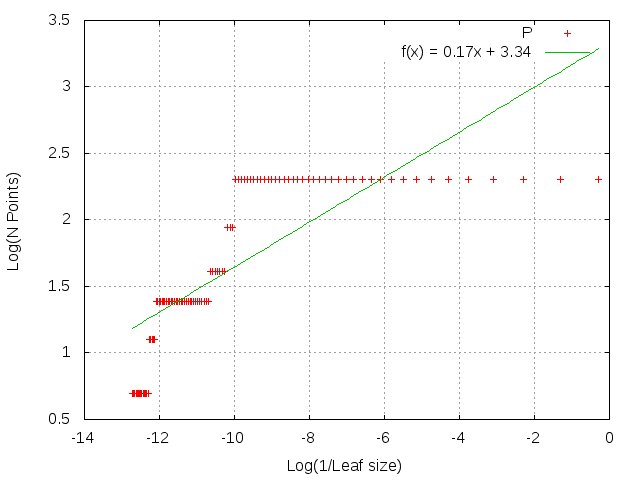 3.5
P
f(x) = 0.17x + 3.34
3
2.5
2
1.5
1
0.5
Log(N Points)
-14 -12 -10 -8 -6 -4 -2 0
Log(1/Leaf size)